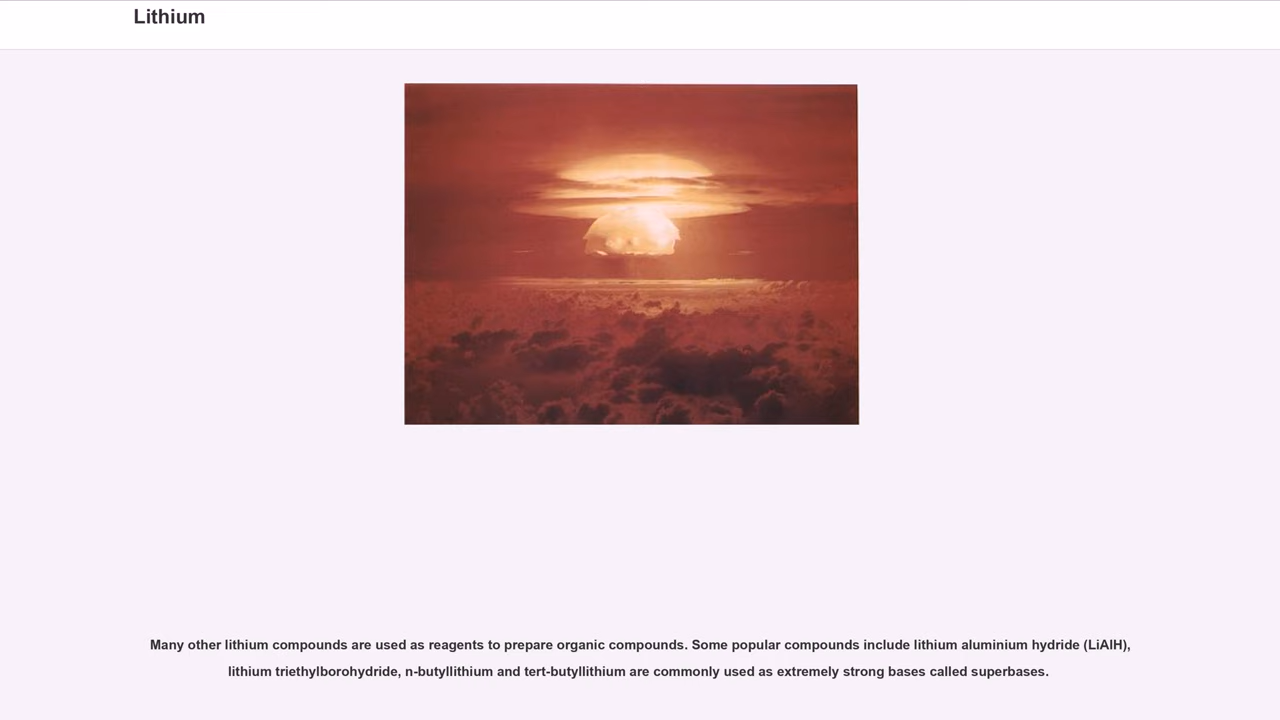 Lithium
Many other lithium compounds are used as reagents to prepare organic compounds. Some popular compounds include lithium aluminium hydride (LiAlH),
lithium triethylborohydride, n-butyllithium and tert-butyllithium are commonly used as extremely strong bases called superbases.